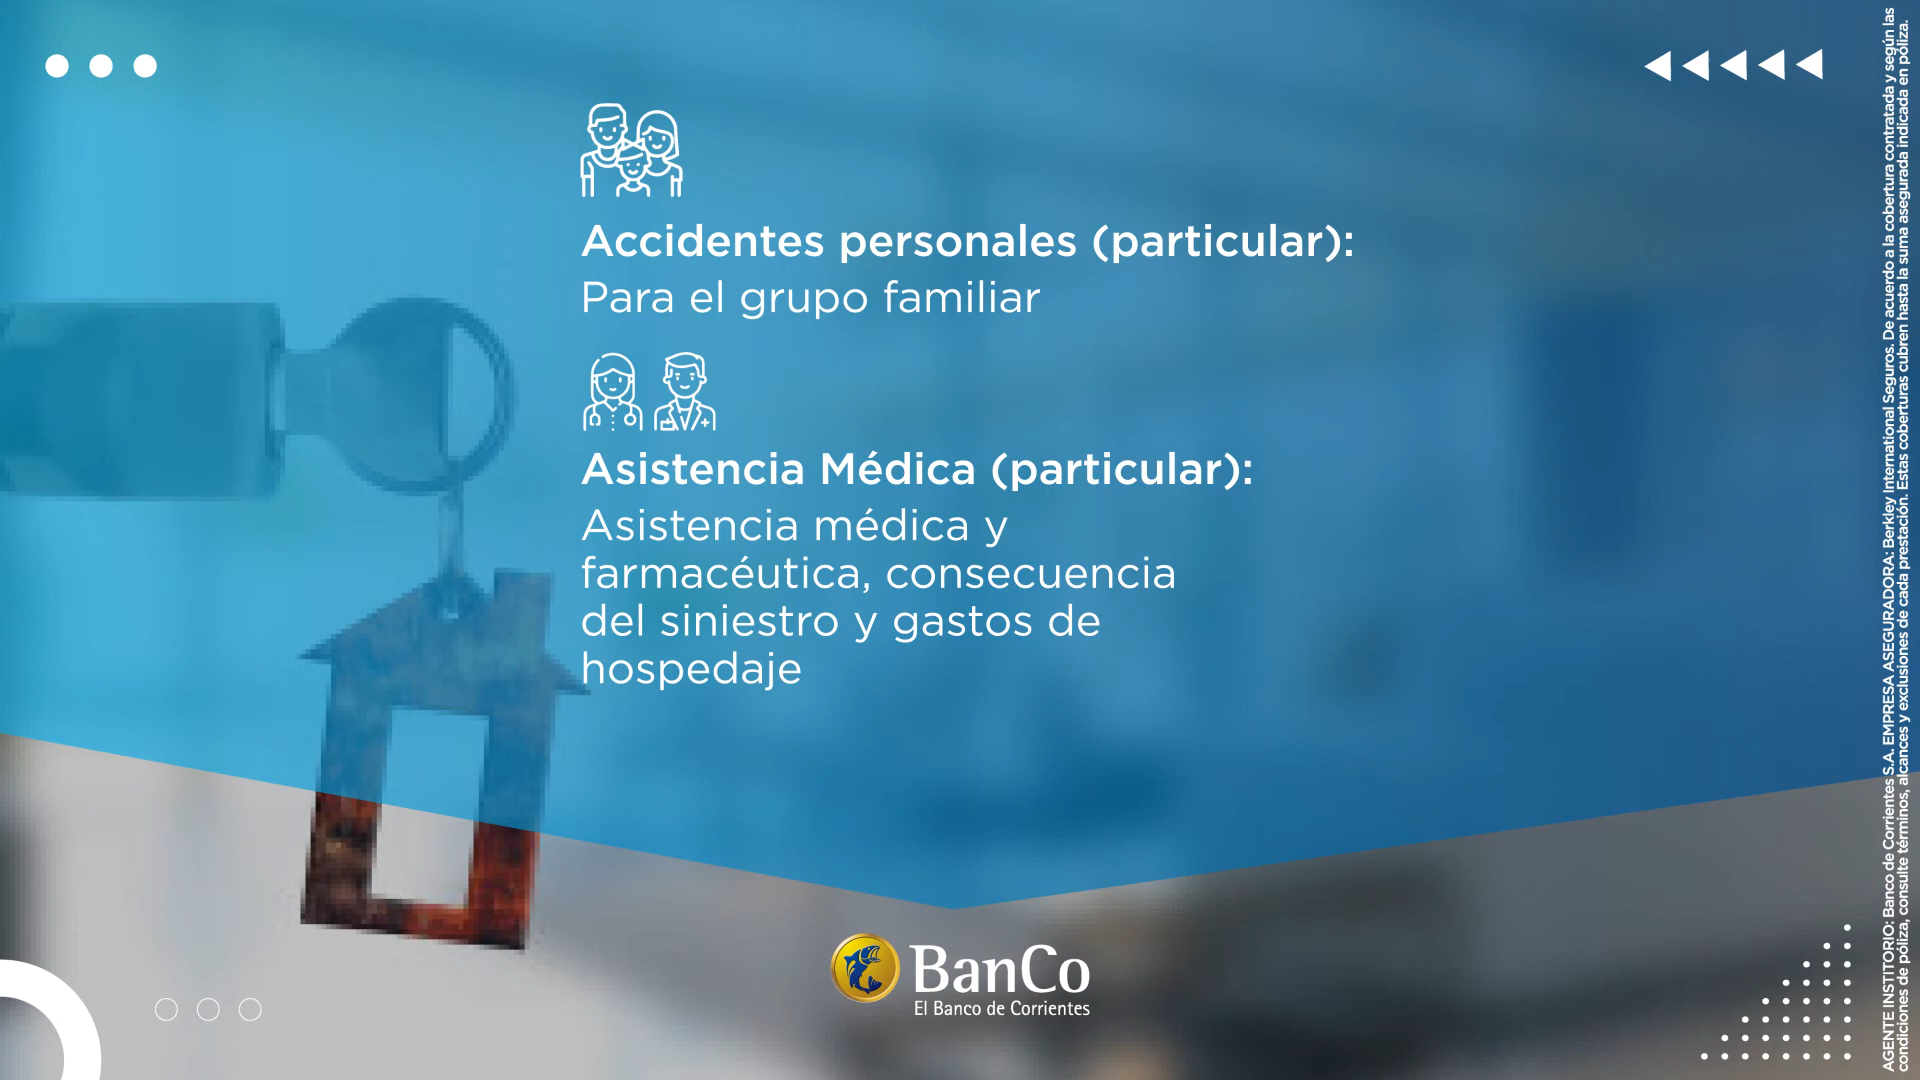 Accidentes personales (particular):
Para el grupo familiar
Asistencia Médica (particular):
Asistencia médica y
farmacéutica, consecuencia
del siniestro y gastos de
hospedaje
BanCo
El Banco de Corrientes
AGENTE INSTITORIO: Banco de Corrientes S.A. EMPRESA ASEGURADORA: Berkley International Seguros. De acuerdo a la cobertura contratada y según las
condiciones de póliza, consulte términos, alcances y exclusiones de cada prestación. Estas coberturas cubren hasta la suma asegurada indicada en póliza.